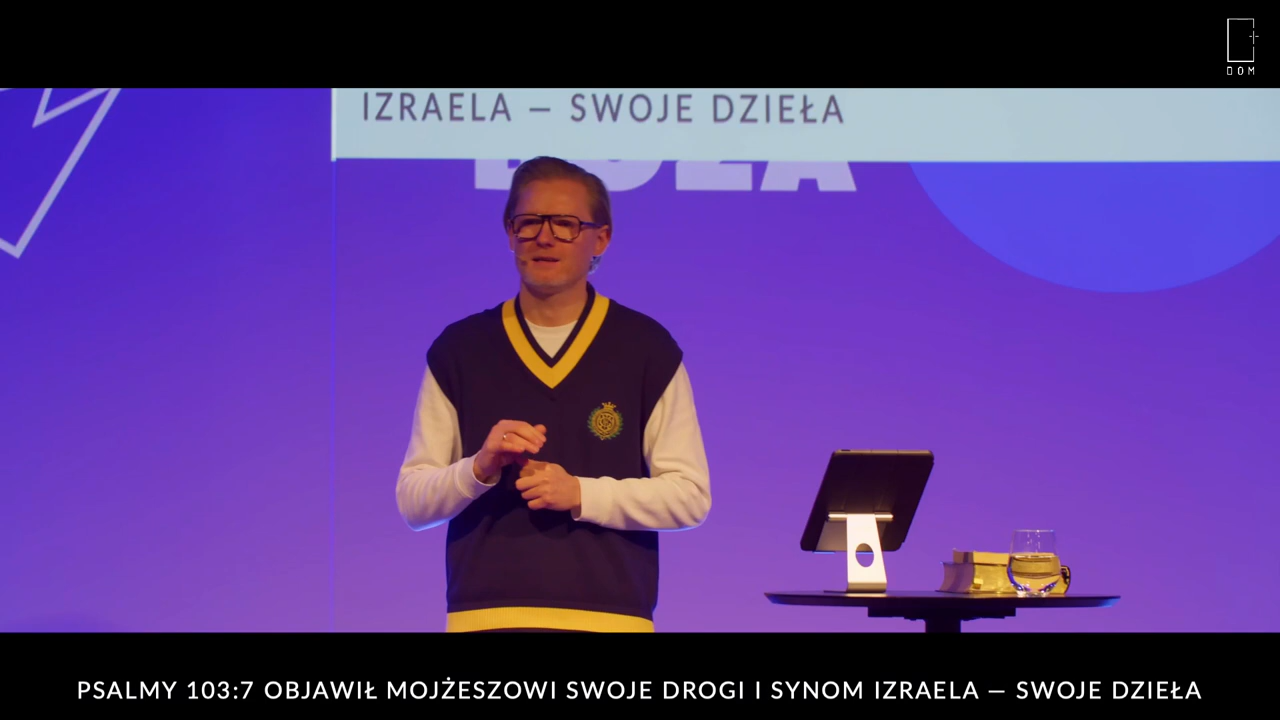 DOM
IZRAELA – SWOJE DZIEŁA
PSALMY 103:7 OBJAWIŁ MOJŻESZOWI SWOJE DROGI I SYNOM IZRAELA – SWOJE DZIEŁA